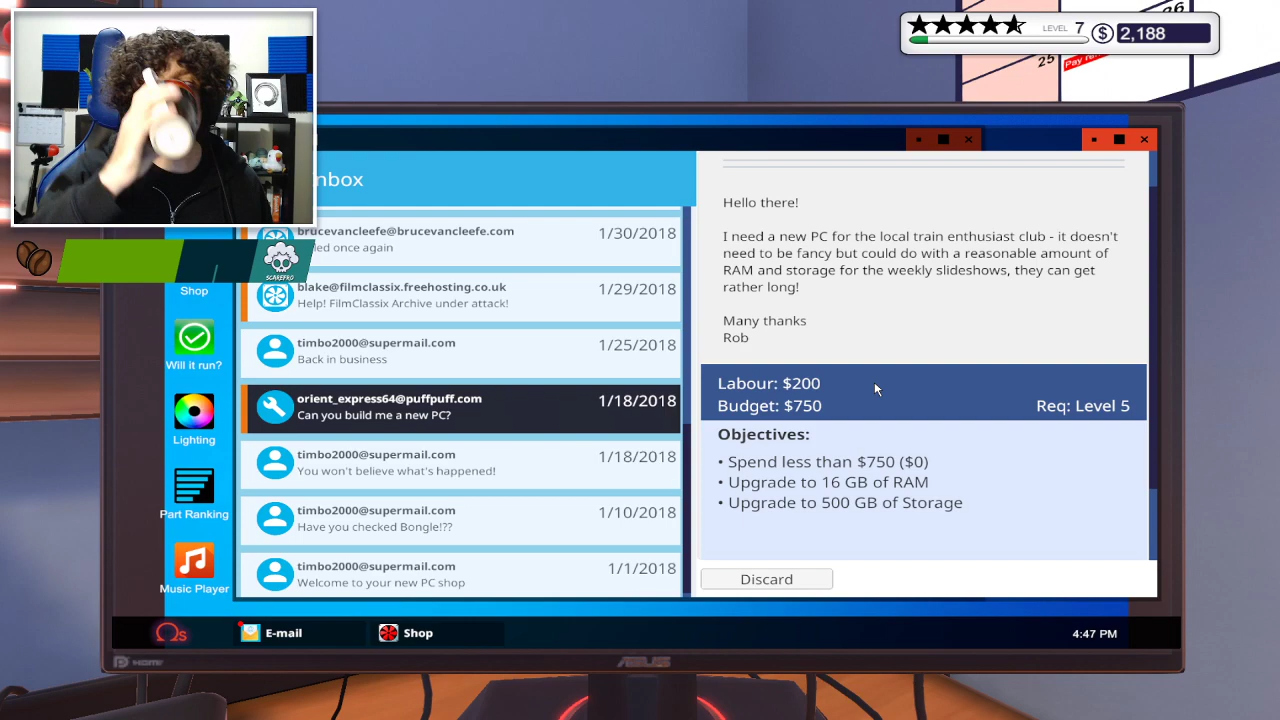 26
LEVEL 7 $ 2,188
25
Pay re
nbox
Hello there!
I need a new PC for the local train enthusiast club - it doesn't
need to be fancy but could do with a reasonable amount of
RAM and storage for the weekly slideshows, they can get
rather long!
Many thanks
Rob
Labour: $200
Budget: $750
Req: Level 5
Objectives:
• Spend less than $750 ($0)
• Upgrade to 16 GB of RAM
• Upgrade to 500 GB of Storage
Discard
brucevancleefe@brucevancleefe.com
1/30/2018
ed once again
blake@filmclassix.freehosting.co.uk
1/29/2018
Help! FilmClassix Archive under attack!
timbo2000@supermail.com
1/25/2018
Back in business
orient_express64@puffpuff.com
1/18/2018
Can you build me a new PC?
timbo2000@supermail.com
1/18/2018
You won't believe what's happened!
timbo2000@supermail.com
1/10/2018
Have you checked Bongle!??
timbo2000@supermail.com
1/1/2018
Welcome to your new PC shop
SCAREFRO
Shop
Will it run?
Lighting
Part Ranking
Music Player
Ωs
E-mail
Shop
4:47 PM
HDMI
ASUS